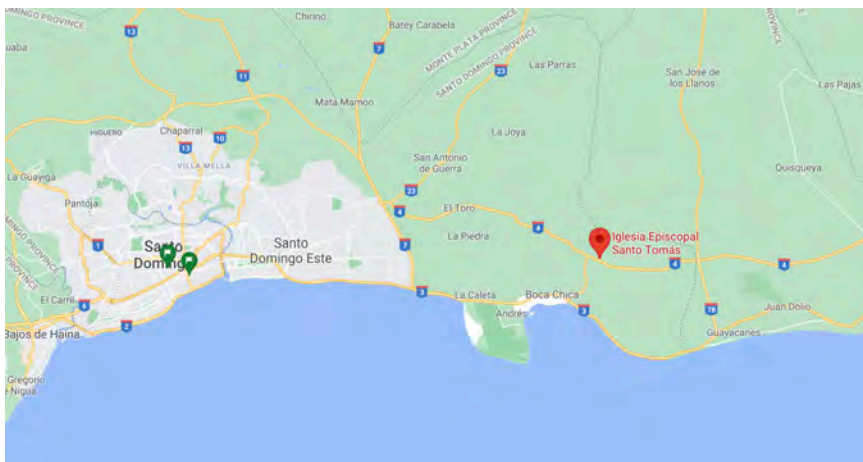 Chirino
Batey Carabela
MINGO PROVINCE
13
7
MONTE PLATA PROVINCE
SANTO DOMINGO PROVINCE
uaba
23
11
Las Parras
San José de
los Llanos
Las Pajas
Mata Mamon
HIGUERO
Chaparral
10
13
La Joya
VILLA MELLA
San Antonio
de Guerra
Quisqueya
La Guayiga
23
Pantoja
4
El Toro
4
DOMINGO PROVINCE
1
Santo
Domingo
Santo
Domingo Este
7
La Piedra
Iglesia Episcopal
Santo Tomás
4
4
El Carril
6
3
La Caleta
Boca Chica
2
Andrés
3
78
Juan Dolio
Bajos de Haina
Guayacanes
Gregorio
e Nigua